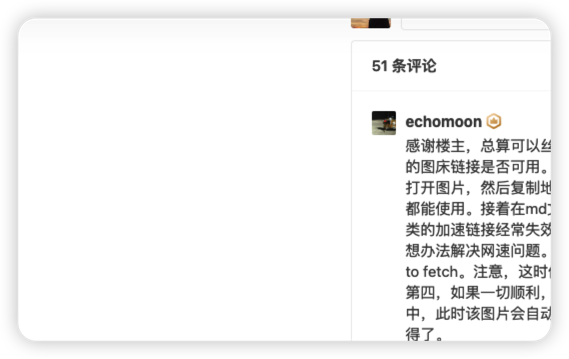 51 条评论
echomoon
感谢楼主，总算可以丝
的图床链接是否可用。
打开图片，然后复制地
都能使用。接着在md文
类的加速链接经常失效
想办法解决网速问题。
to fetch。注意，这时
第四，如果一切顺利，
中，此时该图片会自动
得了。